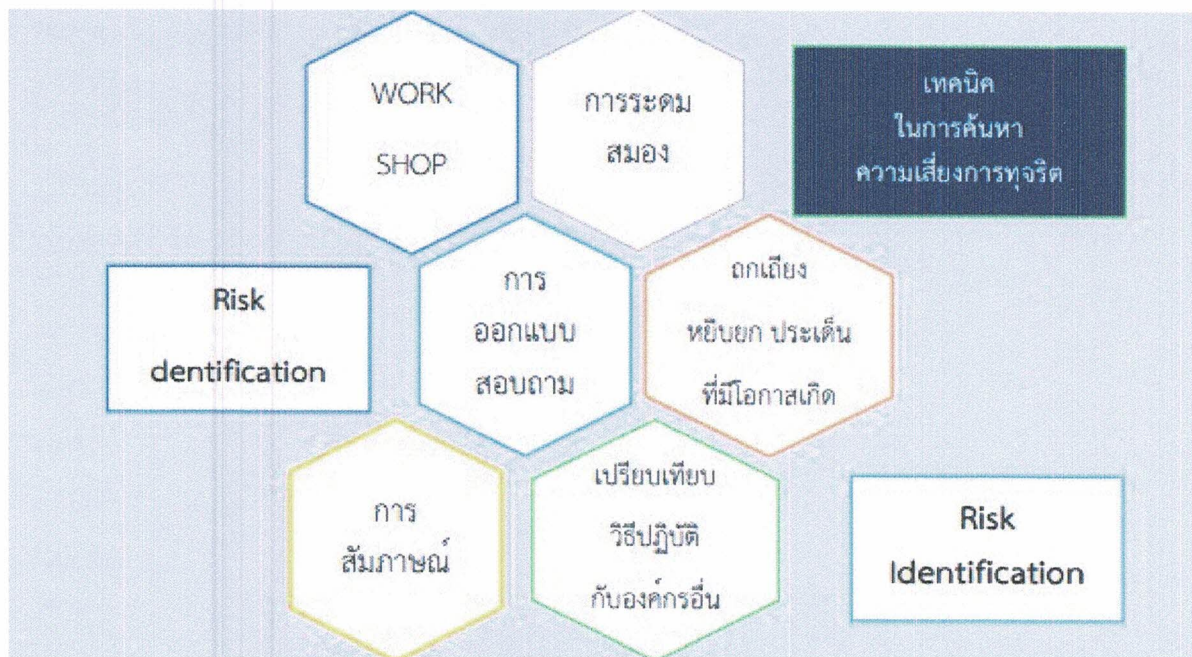 WORK
SHOP
การระดม
สมอง
เทคนิค
ในการค้นหา
ความเสี่ยงการทุจริต
Risk
dentification
การ
ออกแบบ
สอบถาม
ถกเถียง
หยิบยก ประเด็น
ที่มีโอกาสเกิด
การ
สัมภาษณ์
เปรียบเทียบ
วิธีปฏิบัติ
กับองค์กรอื่น
Risk
Identification